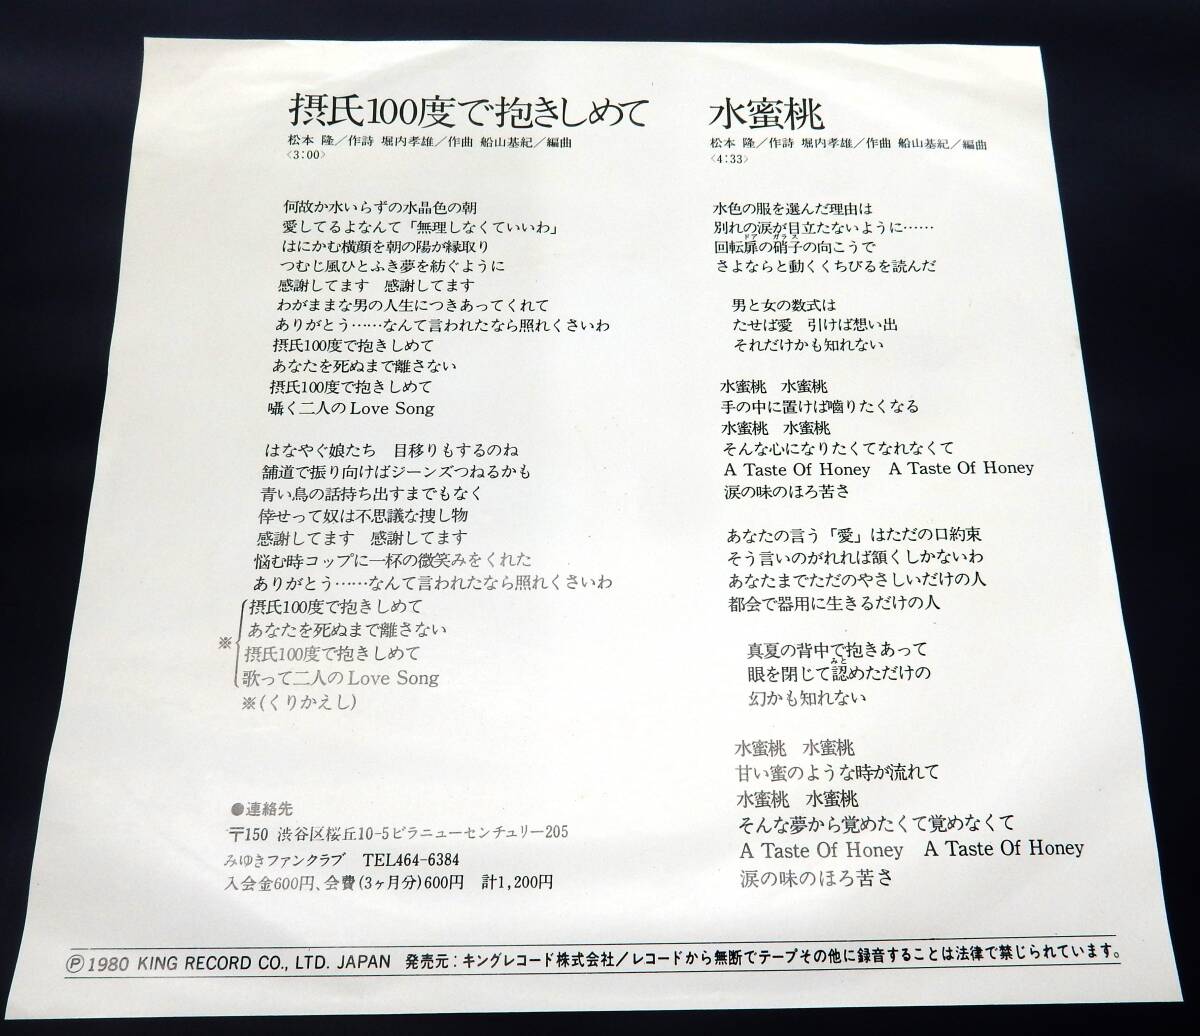 摂氏100度で抱きしめて
松本 隆／作詩 堀内孝雄／作曲 船山基紀／編曲
〈3:00〉
何故か水いらずの水晶色の朝
愛してるよなんて「無理しなくていいわ」
はにかむ横顔を朝の陽が縁取り
つむじ風ひとふき夢を紡ぐように
感謝してます　感謝してます
わがままな男の人生につきあってくれて
ありがとう……なんて言われたなら照れくさいわ
摂氏100度で抱きしめて
あなたを死ぬまで離さない
摂氏100度で抱きしめて
囁く二人のLove Song
はなやぐ娘たち　目移りもするのね
舗道で振り向けばジーンズつねるかも
青い鳥の話持ち出すまでもなく
倖せって奴は不思議な捜し物
感謝してます　感謝してます
悩む時コップに一杯の微笑みをくれた
ありがとう……なんて言われたなら照れくさいわ
摂氏100度で抱きしめて
あなたを死ぬまで離さない
※
摂氏100度で抱きしめて
歌って二人のLove Song
※(くりかえし)
●連絡先
〒150 渋谷区桜丘10-5ビラニューセンチュリー205
みゆきファンクラブ　TEL464-6384
入会金600円、会費(3ヶ月分)600円　計1,200円
水蜜桃
松本 隆／作詩 堀内孝雄／作曲 船山基紀／編曲
〈4:33〉
水色の服を選んだ理由は
別れの涙が目立たないように……
ドア ガラス
回転扉の硝子の向こうで
さよならと動くくちびるを読んだ
男と女の数式は
たせば愛　引けば想い出
それだけかも知れない
水蜜桃　水蜜桃
手の中に置けば嚙りたくなる
水蜜桃　水蜜桃
そんな心になりたくてなれなくて
A Taste Of Honey　A Taste Of Honey
涙の味のほろ苦さ
あなたの言う「愛」はただの口約束
そう言いのがれれば頷くしかないわ
あなたまでただのやさしいだけの人
都会で器用に生きるだけの人
真夏の背中で抱きあって
みと
眼を閉じて認めただけの
幻かも知れない
水蜜桃　水蜜桃
甘い蜜のような時が流れて
水蜜桃　水蜜桃
そんな夢から覚めたくて覚めなくて
A Taste Of Honey　A Taste Of Honey
涙の味のほろ苦さ
Ⓟ1980 KING RECORD CO., LTD. JAPAN 発売元：キングレコード株式会社／レコードから無断でテープその他に録音することは法律で禁じられています。